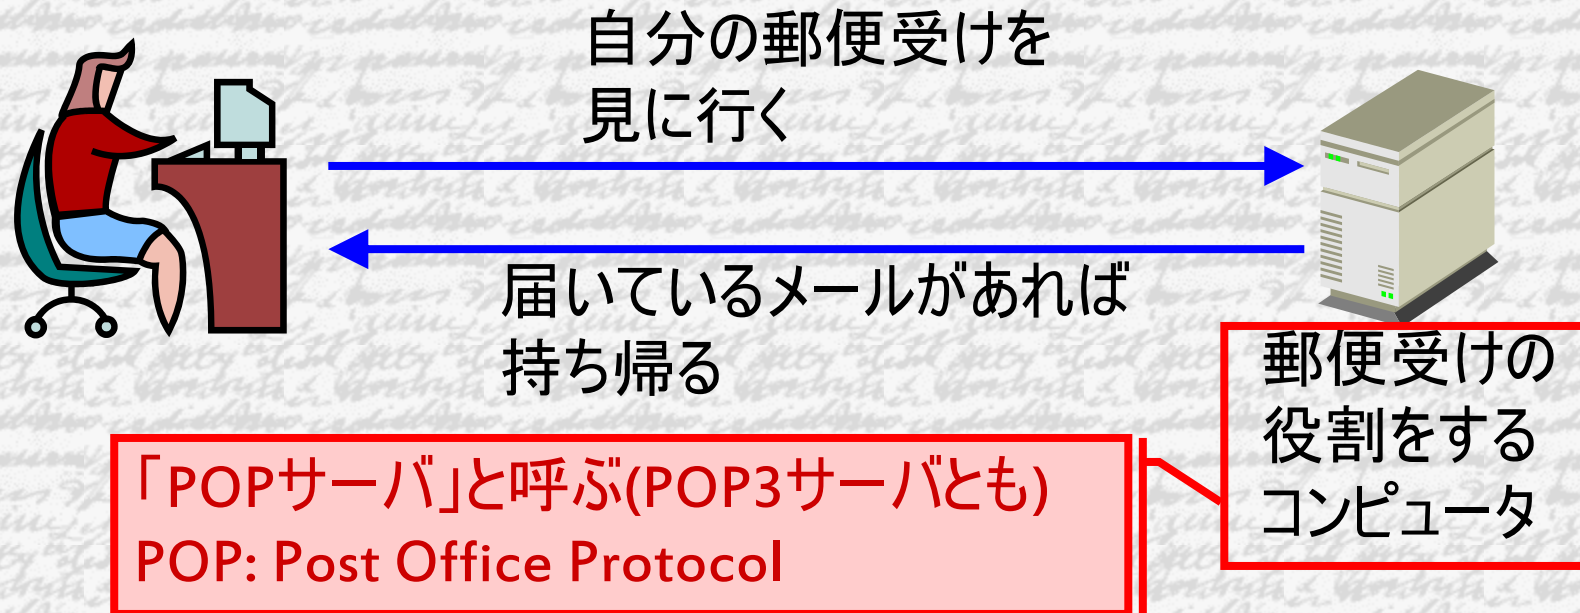 自分の郵便受けを
見に行く
届いているメールがあれば
持ち帰る
郵便受けの
役割をする
コンピュータ
「POPサーバ」と呼ぶ(POP3サーバとも)
POP: Post Office Protocol